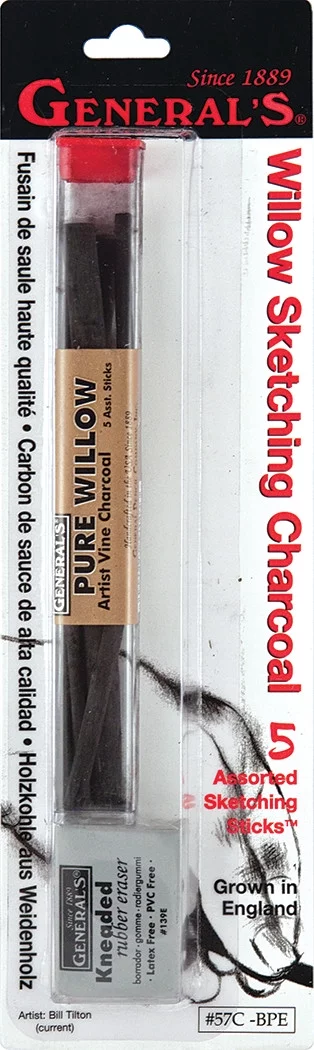 Since 1889
GENERAL'S®
Willow Sketching Charcoal 5
Assorted
Sketching
Sticks™
Grown in
England
#57C -BPE
Fusain de saule haute qualité • Carbon de sauce de alta calidad • Holzkohle aus Weidenholz
GENERAL'S®
PURE WILLOW
Artist Vine Charcoal
5 Asst. Sticks
Since 1889
GENERAL'S®
Kneaded
rubber eraser
borrador • gomme • radiergummi
• Latex Free • PVC Free •
#139E
Artist: Bill Tilton
(current)